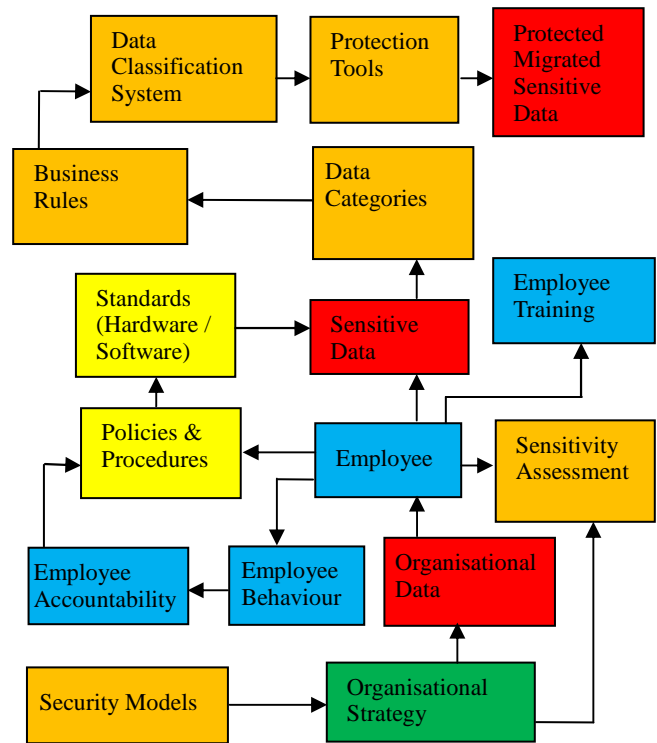 Data
Classification
System
Protection
Tools
Protected
Migrated
Sensitive
Data
Business
Rules
Data
Categories
Standards
(Hardware /
Software)
Sensitive
Data
Employee
Training
Policies &
Procedures
Employee
Sensitivity
Assessment
Employee
Accountability
Employee
Behaviour
Organisational
Data
Security Models
Organisational
Strategy